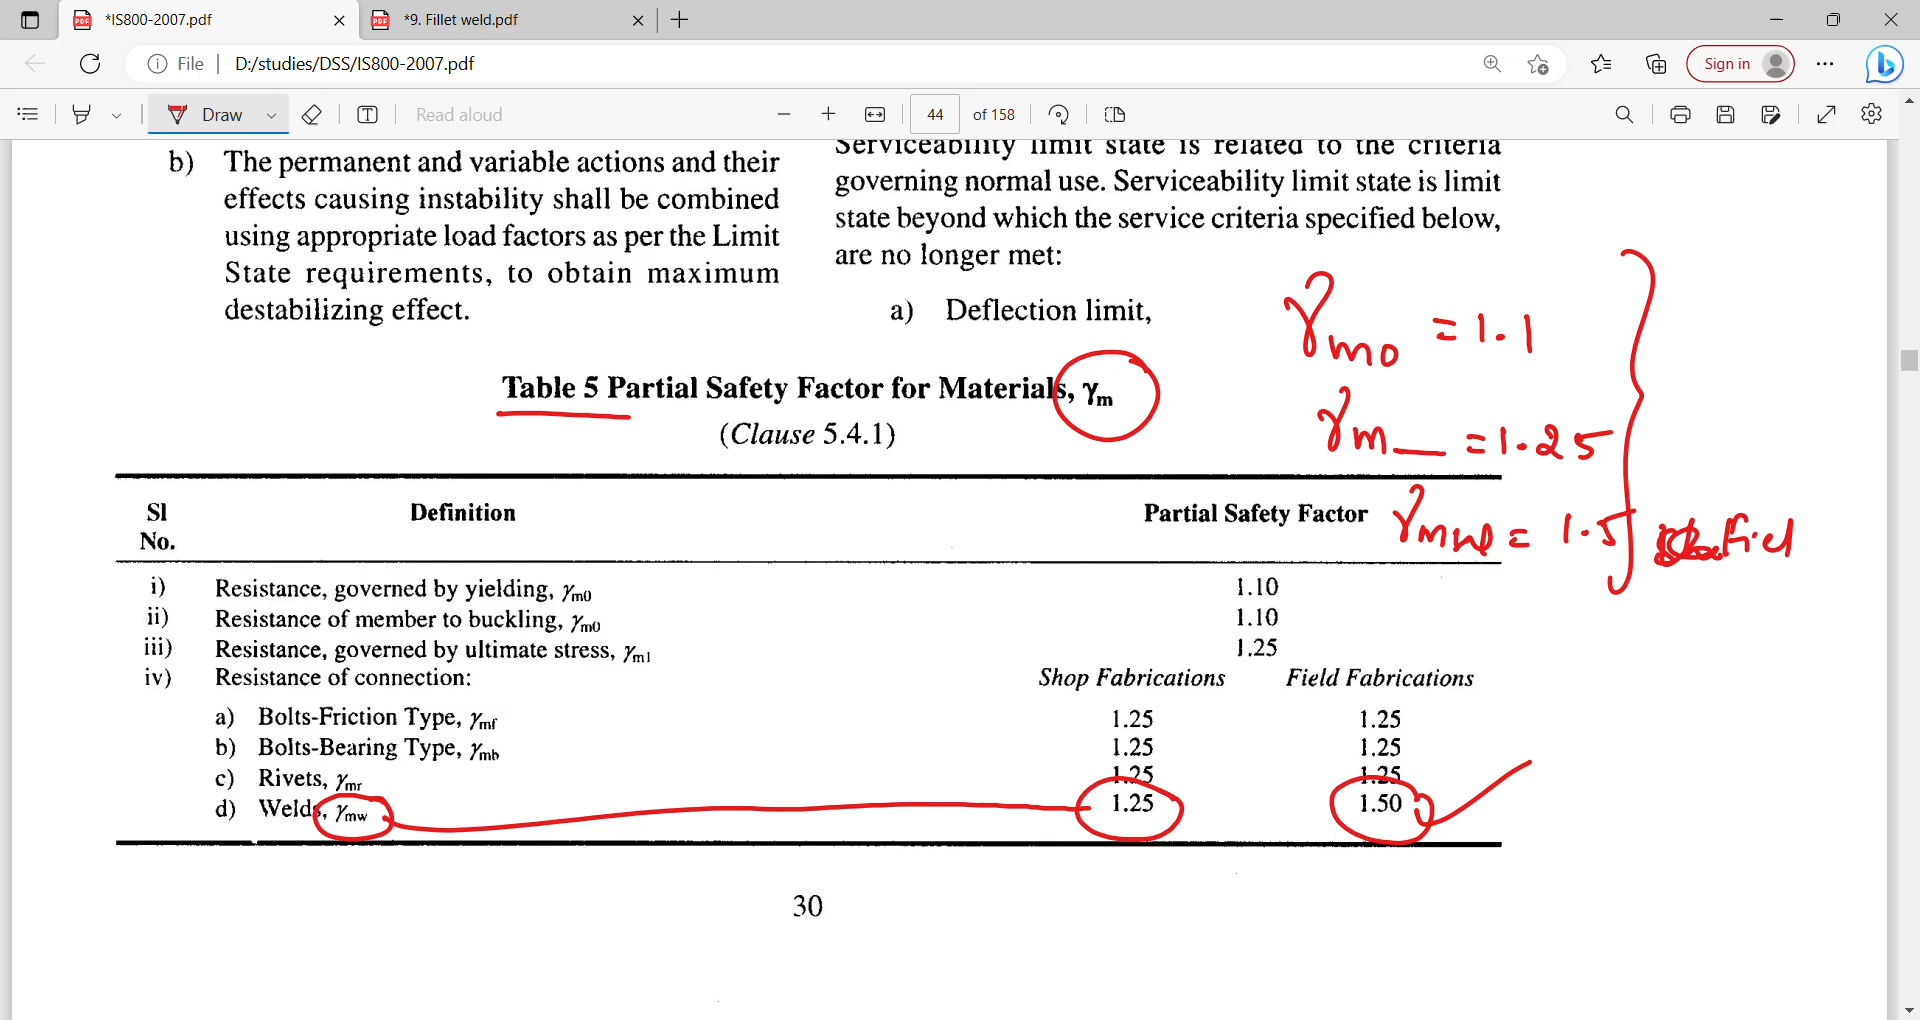 *IS800-2007.pdf
*9. Fillet weld.pdf
File
D:/studies/DSS/IS800-2007.pdf
Sign in
Draw
Read aloud
44 of 158
b) The permanent and variable actions and their
effects causing instability shall be combined
using appropriate load factors as per the Limit
State requirements, to obtain maximum
destabilizing effect.
Serviceability limit state is related to the criteria
governing normal use. Serviceability limit state is limit
state beyond which the service criteria specified below,
are no longer met:
a) Deflection limit,
γmo = 1.1
γm_ = 1.25
γmw = 1.5
Table 5 Partial Safety Factor for Materials, γm
(Clause 5.4.1)
Sl No. Definition Partial Safety Factor
i) Resistance, governed by yielding, γm0 1.10
ii) Resistance of member to buckling, γm0 1.10
iii) Resistance, governed by ultimate stress, γm1 1.25
iv) Resistance of connection: Shop Fabrications Field Fabrications
a) Bolts-Friction Type, γmf 1.25 1.25
b) Bolts-Bearing Type, γmb 1.25 1.25
c) Rivets, γmr 1.25 1.25
d) Welds, γmw 1.25 1.50
30